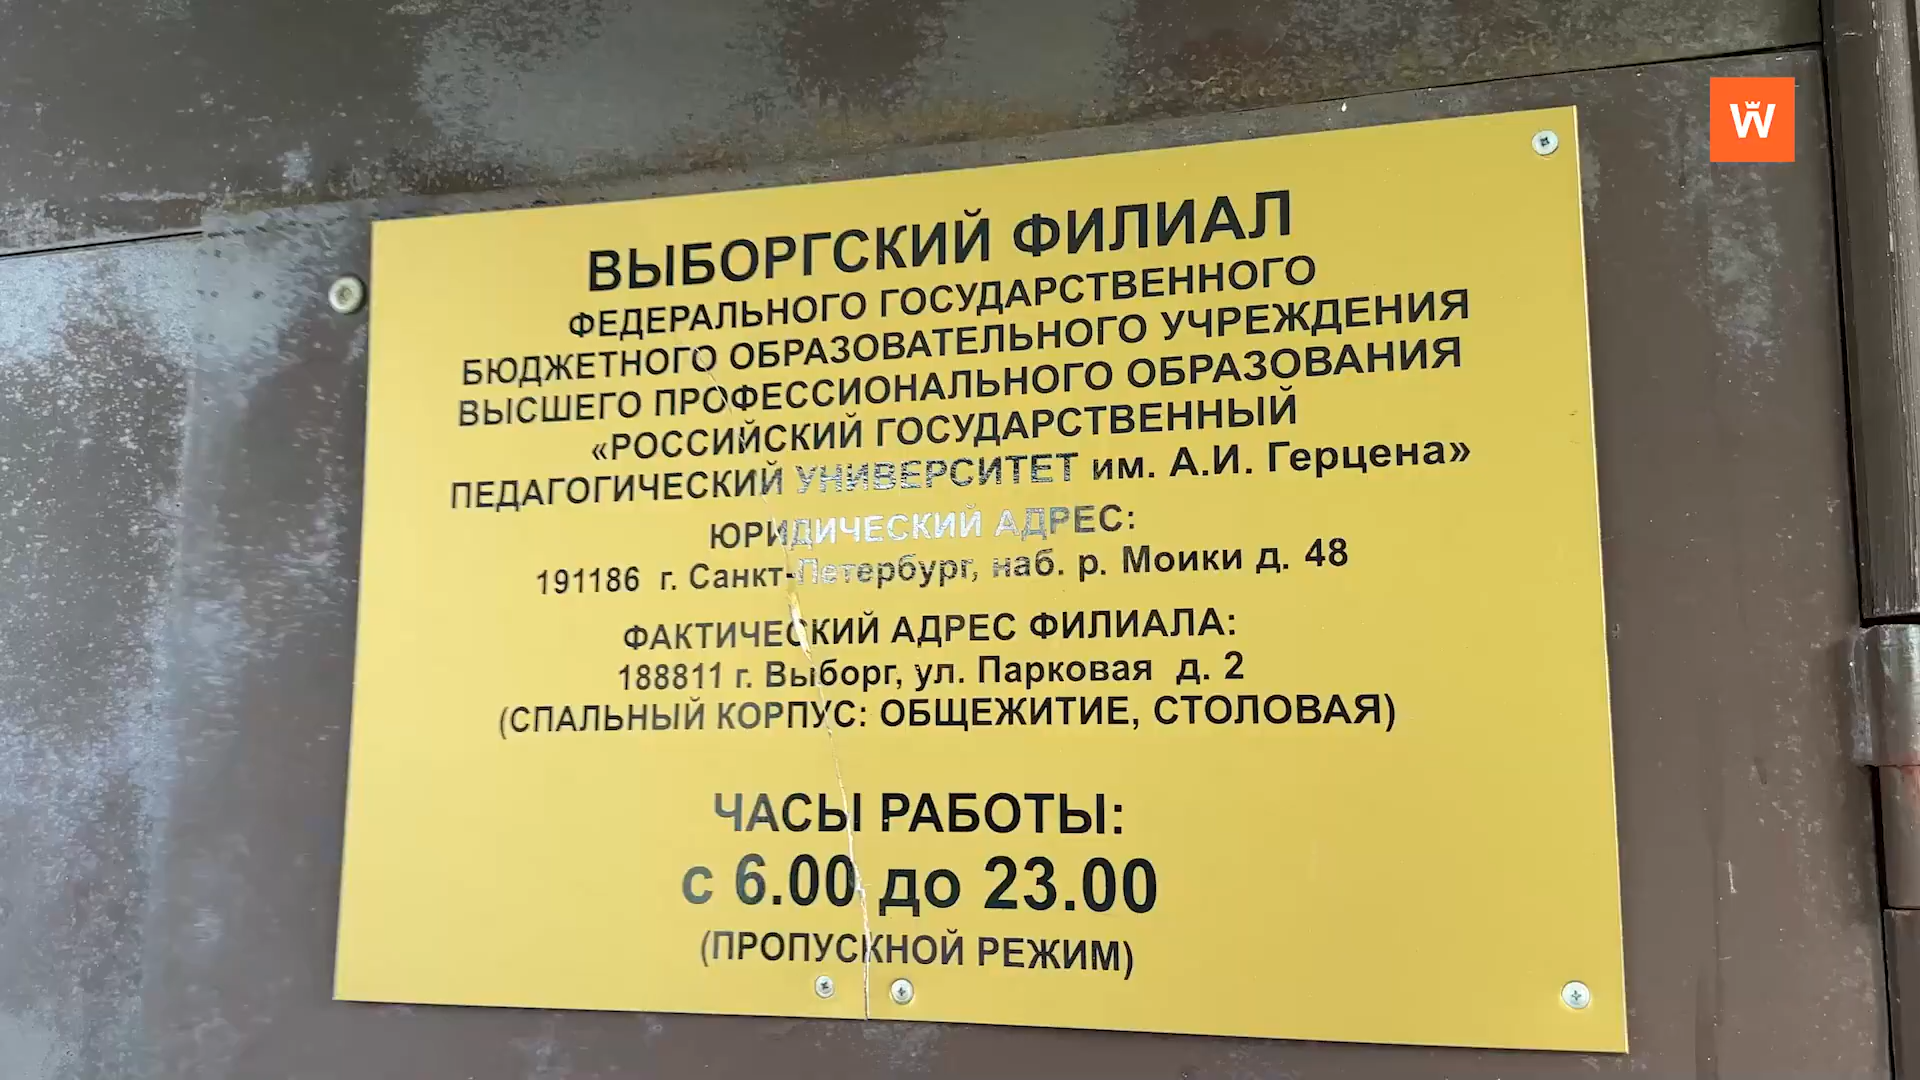 W
ВЫБОРГСКИЙ ФИЛИАЛ
ФЕДЕРАЛЬНОГО ГОСУДАРСТВЕННОГО
БЮДЖЕТНОГО ОБРАЗОВАТЕЛЬНОГО УЧРЕЖДЕНИЯ
ВЫСШЕГО ПРОФЕССИОНАЛЬНОГО ОБРАЗОВАНИЯ
«РОССИЙСКИЙ ГОСУДАРСТВЕННЫЙ
ПЕДАГОГИЧЕСКИЙ УНИВЕРСИТЕТ им. А.И. Герцена»
ЮРИДИЧЕСКИЙ АДРЕС:
191186 г. Санкт-Петербург, наб. р. Моики д. 48
ФАКТИЧЕСКИЙ АДРЕС ФИЛИАЛА:
188811 г. Выборг, ул. Парковая д. 2
(СПАЛЬНЫЙ КОРПУС: ОБЩЕЖИТИЕ, СТОЛОВАЯ)
ЧАСЫ РАБОТЫ:
с 6.00 до 23.00
(ПРОПУСКНОЙ РЕЖИМ)